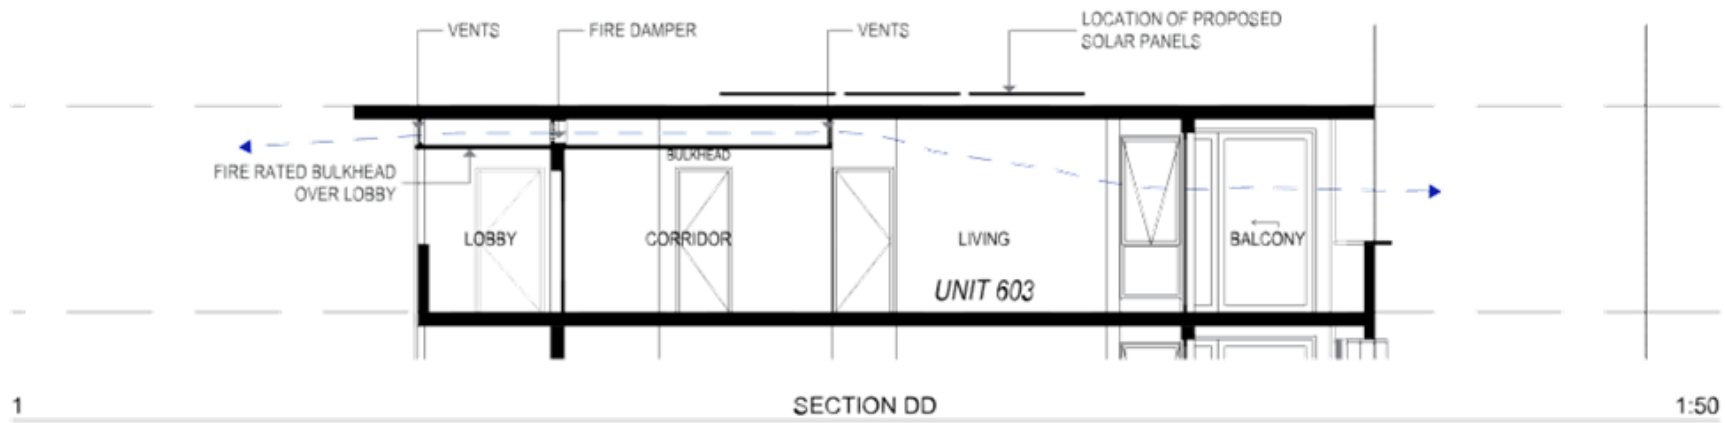 VENTS
FIRE DAMPER
VENTS
LOCATION OF PROPOSED
SOLAR PANELS
FIRE RATED BULKHEAD
OVER LOBBY
BULKHEAD
LOBBY
CORRIDOR
LIVING
BALCONY
UNIT 603
1
SECTION DD
1:50